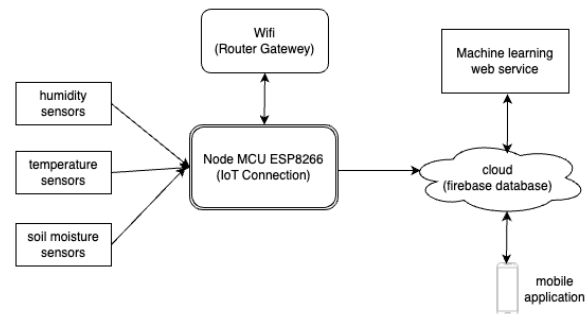 Wifi
(Router Gatewey)
Machine learning
web service
humidity
sensors
temperature
sensors
soil moisture
sensors
Node MCU ESP8266
(IoT Connection)
cloud
(firebase database)
mobile
application